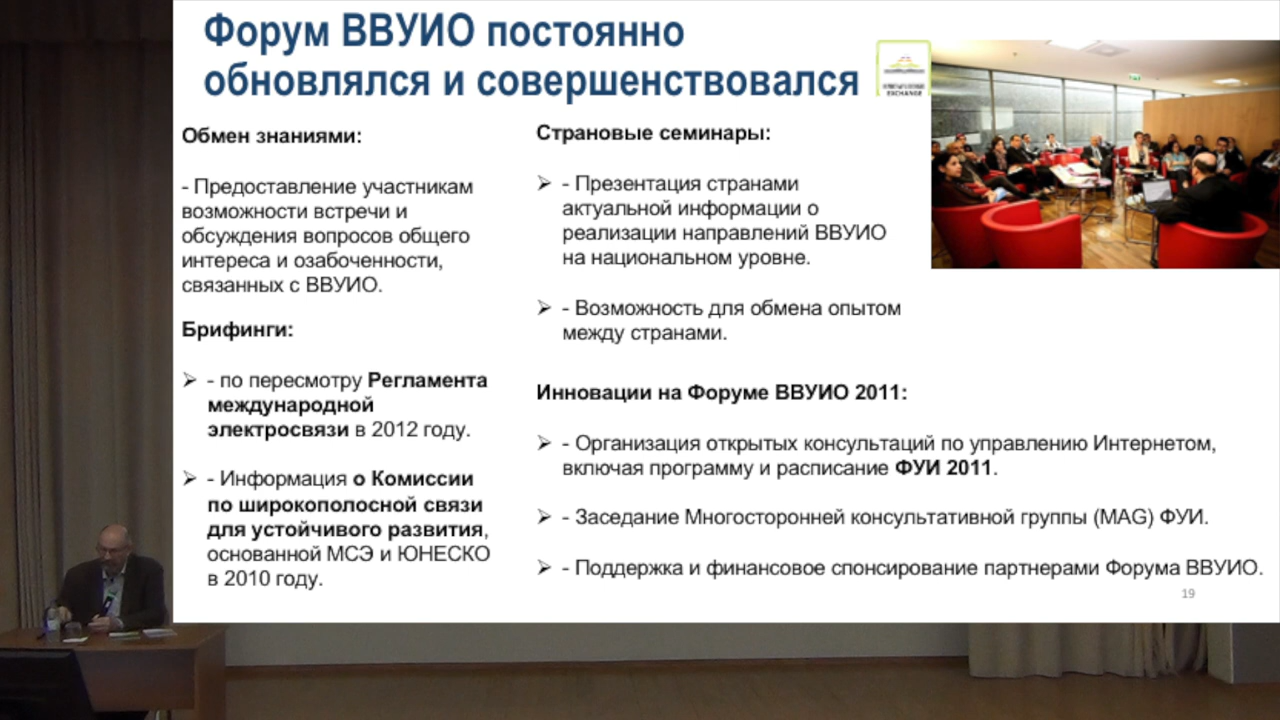 Форум ВВУИО постоянно
обновлялся и совершенствовался
EXCHANGE
Обмен знаниями:
- Предоставление участникам
возможности встречи и
обсуждения вопросов общего
интереса и озабоченности,
связанных с ВВУИО.
Брифинги:
➢ - по пересмотру Регламента
международной
электросвязи в 2012 году.
➢ - Информация о Комиссии
по широкополосной связи
для устойчивого развития,
основанной МСЭ и ЮНЕСКО
в 2010 году.
Страновые семинары:
➢ - Презентация странами
актуальной информации о
реализации направлений ВВУИО
на национальном уровне.
➢ - Возможность для обмена опытом
между странами.
Инновации на Форуме ВВУИО 2011:
➢ - Организация открытых консультаций по управлению Интернетом,
включая программу и расписание ФУИ 2011.
➢ - Заседание Многосторонней консультативной группы (MAG) ФУИ.
➢ - Поддержка и финансовое спонсирование партнерами Форума ВВУИО.
19